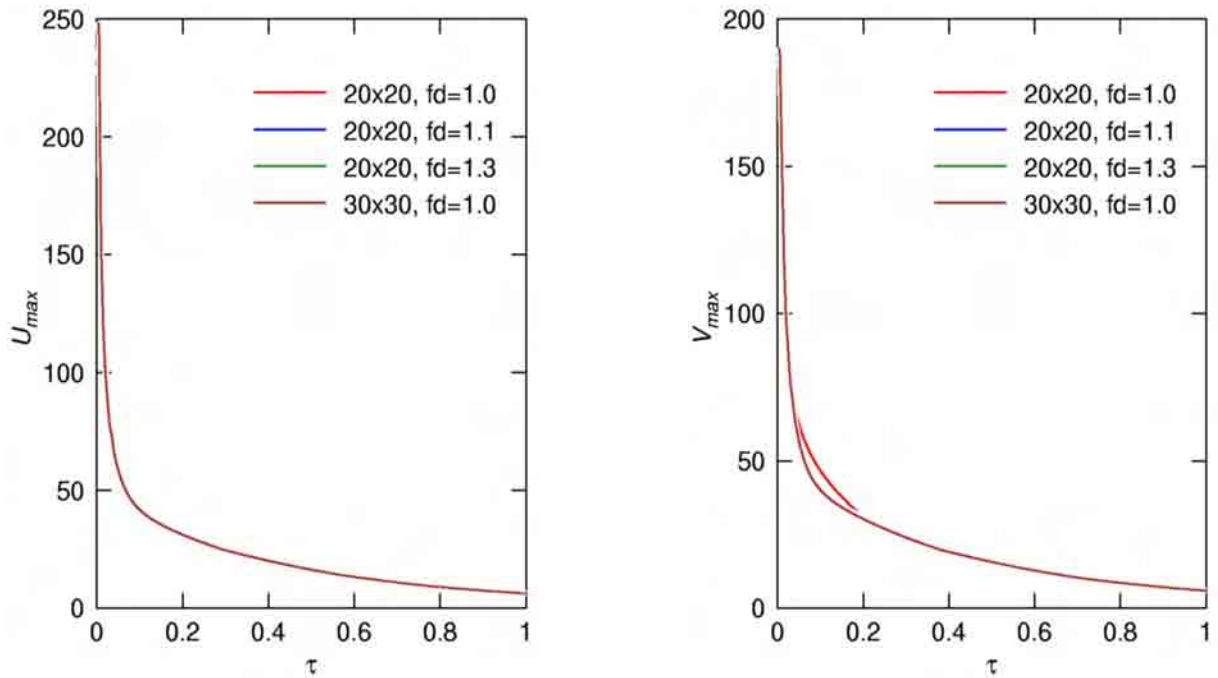 250
200
150
100
50
0
U_max
20x20, fd=1.0
20x20, fd=1.1
20x20, fd=1.3
30x30, fd=1.0
0 0.2 0.4 0.6 0.8 1
τ
200
150
100
50
0
V_max
20x20, fd=1.0
20x20, fd=1.1
20x20, fd=1.3
30x30, fd=1.0
0 0.2 0.4 0.6 0.8 1
τ